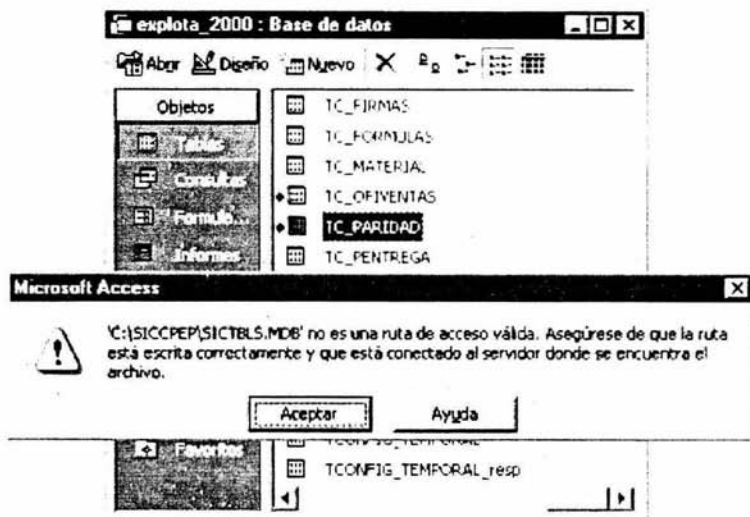 explota_2000 : Base de datos
Abrir Diseño Nuevo
Objetos
Tablas
Consultas
Formula...
Informes
Favoritos
TC_FIRMAS
TC_FORMULAS
TC_MATERIAL
TC_OFIVENTAS
TC_PARIDAD
TC_PENTREGA
Microsoft Access
'C:\SICCPEP\SICTBLS.MDB' no es una ruta de acceso válida. Asegúrese de que la ruta
está escrita correctamente y que está conectado al servidor donde se encuentra el
archivo.
Aceptar Ayuda
TCONFIG_TEMPORAL
TCONFIG_TEMPORAL_resp